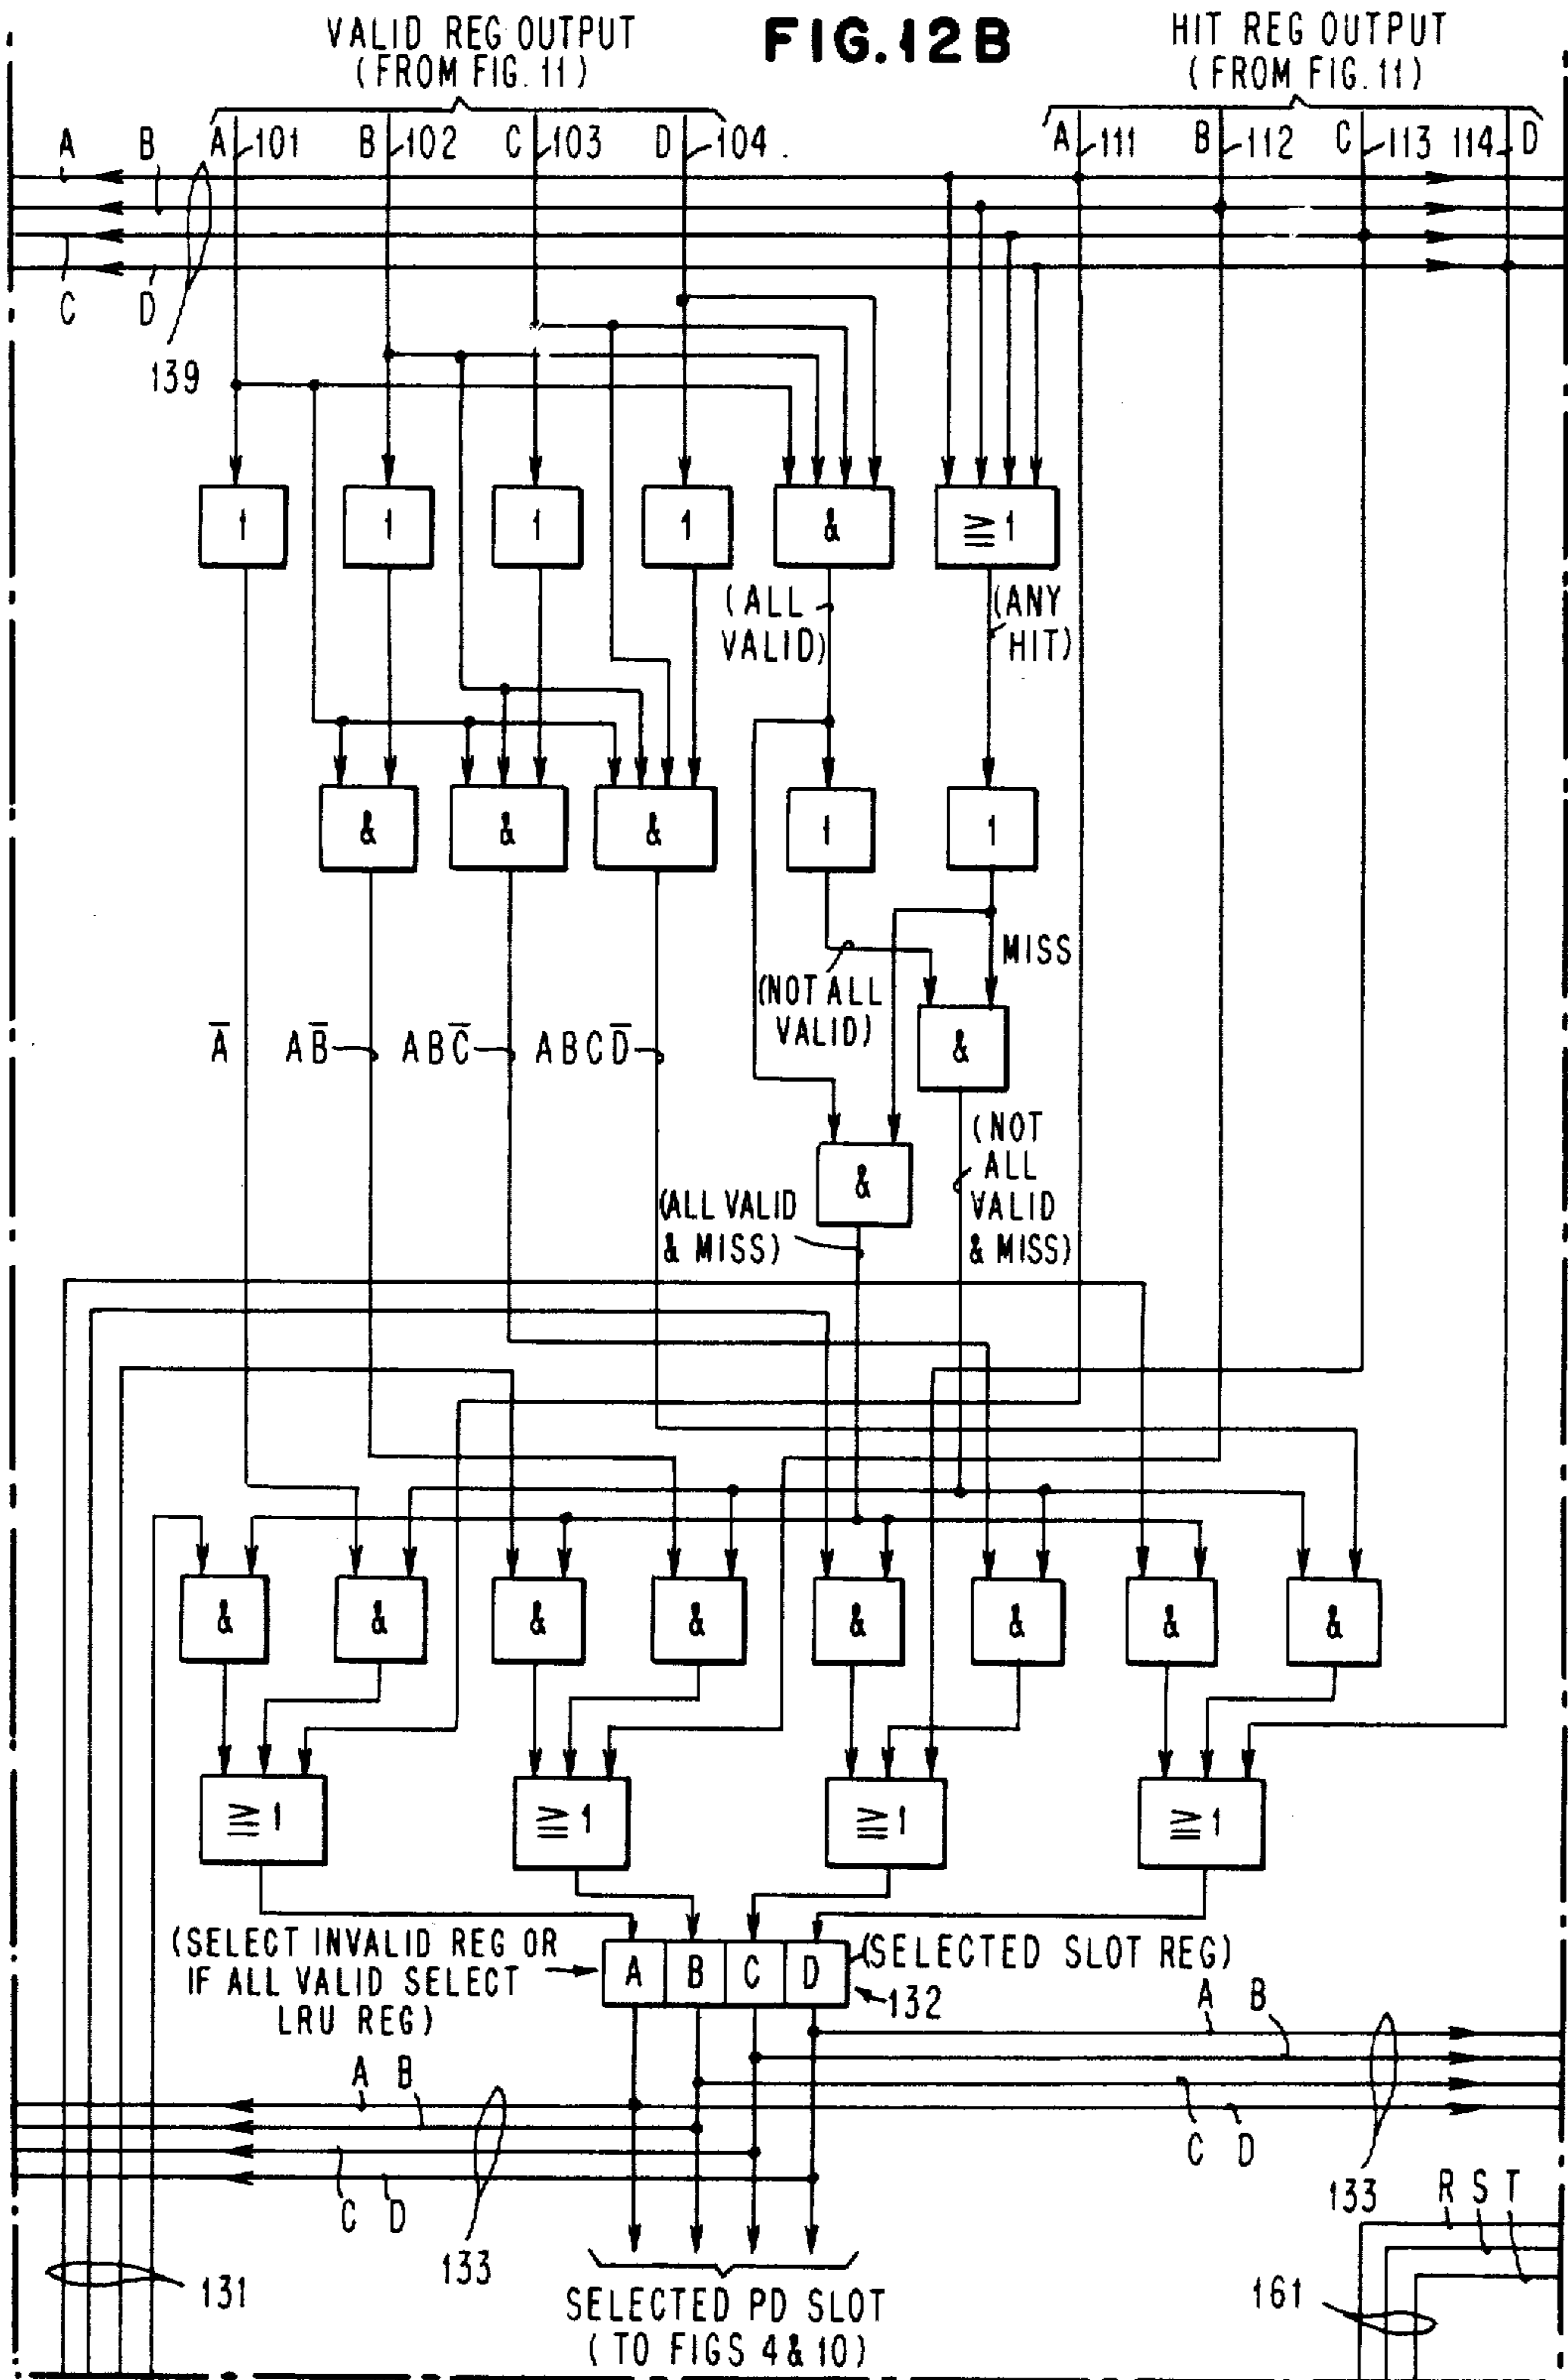 FIG.12B
VALID REG OUTPUT
(FROM FIG. 11)
HIT REG OUTPUT
(FROM FIG. 11)
A 101 B 102 C 103 D 104
A 111 B 112 C 113 114 D
A B
C D
139
1 1 1 1 & ≧1
(ALL
VALID)
(ANY
HIT)
& & & 1 1
MISS
(NOT ALL
VALID)
&
A̅ AB̅ ABC̅ ABCD̅
&
(NOT
ALL
VALID
& MISS)
(ALL VALID
& MISS)
& & & & & & & &
≧1 ≧1 ≧1 ≧1
(SELECT INVALID REG OR
IF ALL VALID SELECT
LRU REG)
A B C D
(SELECTED SLOT REG)
132
A B
C D
133
A B
C D
133
131
R S T
161
SELECTED PD SLOT
(TO FIGS 4 & 10)